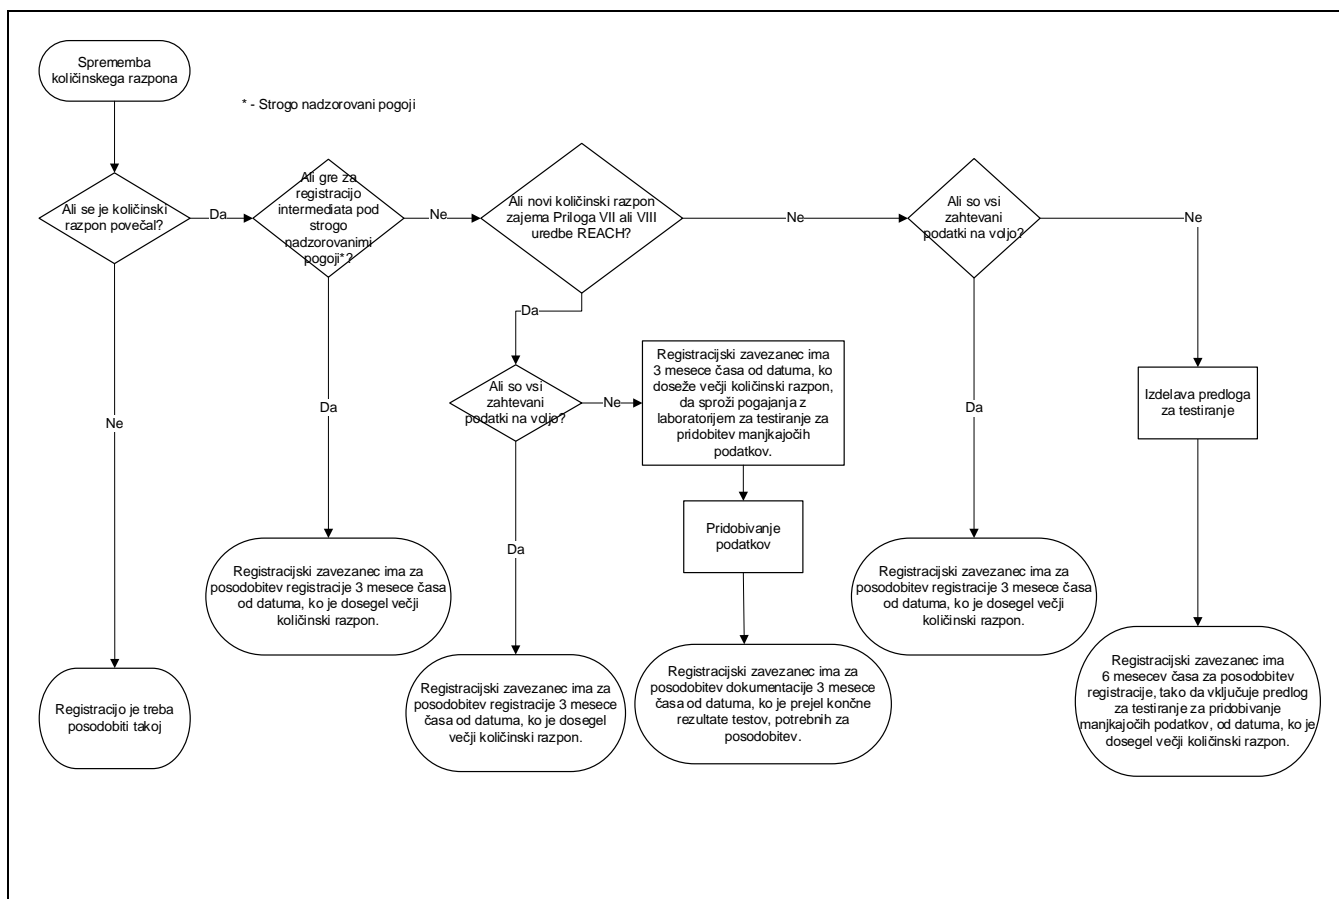 Sprememba
količinskega razpona
* - Strogo nadzorovani pogoji
Ali se je količinski
razpon povečal?
Da
Ali gre za
registracijo
intermediata pod
strogo
nadzorovanimi
pogoji*?
Ne
Ali novi količinski razpon
zajema Priloga VII ali VIII
uredbe REACH?
Ne
Ali so vsi
zahtevani
podatki na voljo?
Ne
Da
Ali so vsi
zahtevani
podatki na voljo?
Ne
Registracijski zavezanec ima
3 mesece časa od datuma, ko
doseže večji količinski razpon,
da sproži pogajanja z
laboratorijem za testiranje za
pridobitev manjkajočih
podatkov.
Izdelava predloga
za testiranje
Ne
Da
Da
Da
Pridobivanje
podatkov
Registracijski zavezanec ima za
posodobitev registracije 3 mesece časa
od datuma, ko je dosegel večji
količinski razpon.
Registracijski zavezanec ima za
posodobitev registracije 3 mesece časa
od datuma, ko je dosegel večji
količinski razpon.
Registracijo je treba
posodobiti takoj
Registracijski zavezanec ima za
posodobitev registracije 3 mesece
časa od datuma, ko je dosegel
večji količinski razpon.
Registracijski zavezanec ima za
posodobitev dokumentacije 3 mesece
časa od datuma, ko je prejel končne
rezultate testov, potrebnih za
posodobitev.
Registracijski zavezanec ima
6 mesecev časa za posodobitev
registracije, tako da vključuje predlog
za testiranje za pridobivanje
manjkajočih podatkov, od datuma, ko je
dosegel večji količinski razpon.